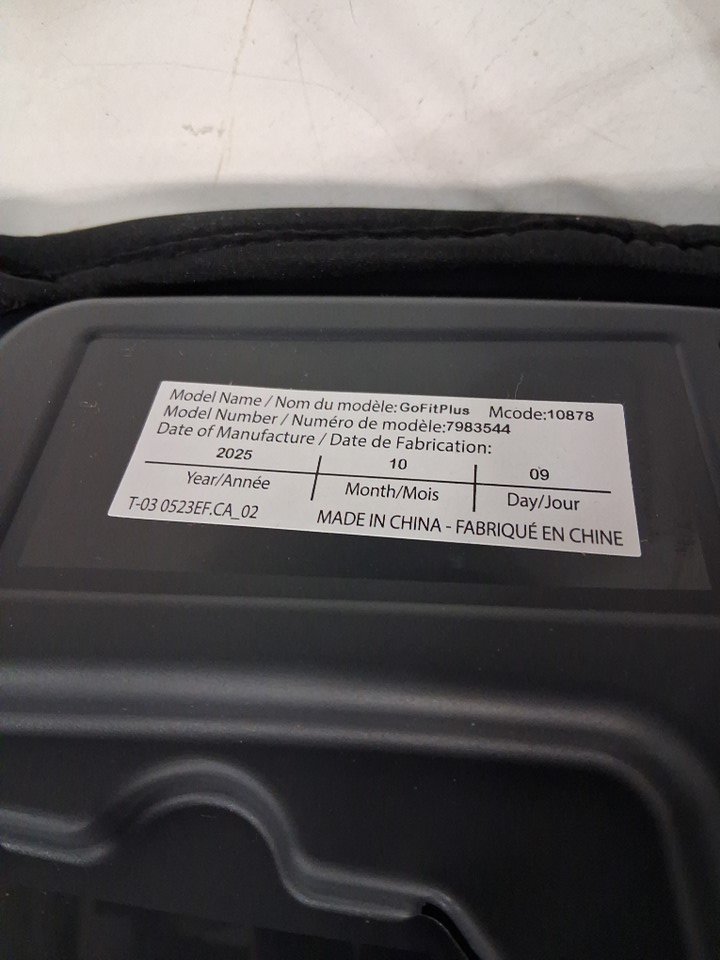 Model Name / Nom du modèle: GoFitPlus Mcode:10878
Model Number / Numéro de modèle:7983544
Date of Manufacture / Date de Fabrication:
2025 10 09
Year/Année Month/Mois Day/Jour
T-03 0523EF.CA_02 MADE IN CHINA - FABRIQUÉ EN CHINE